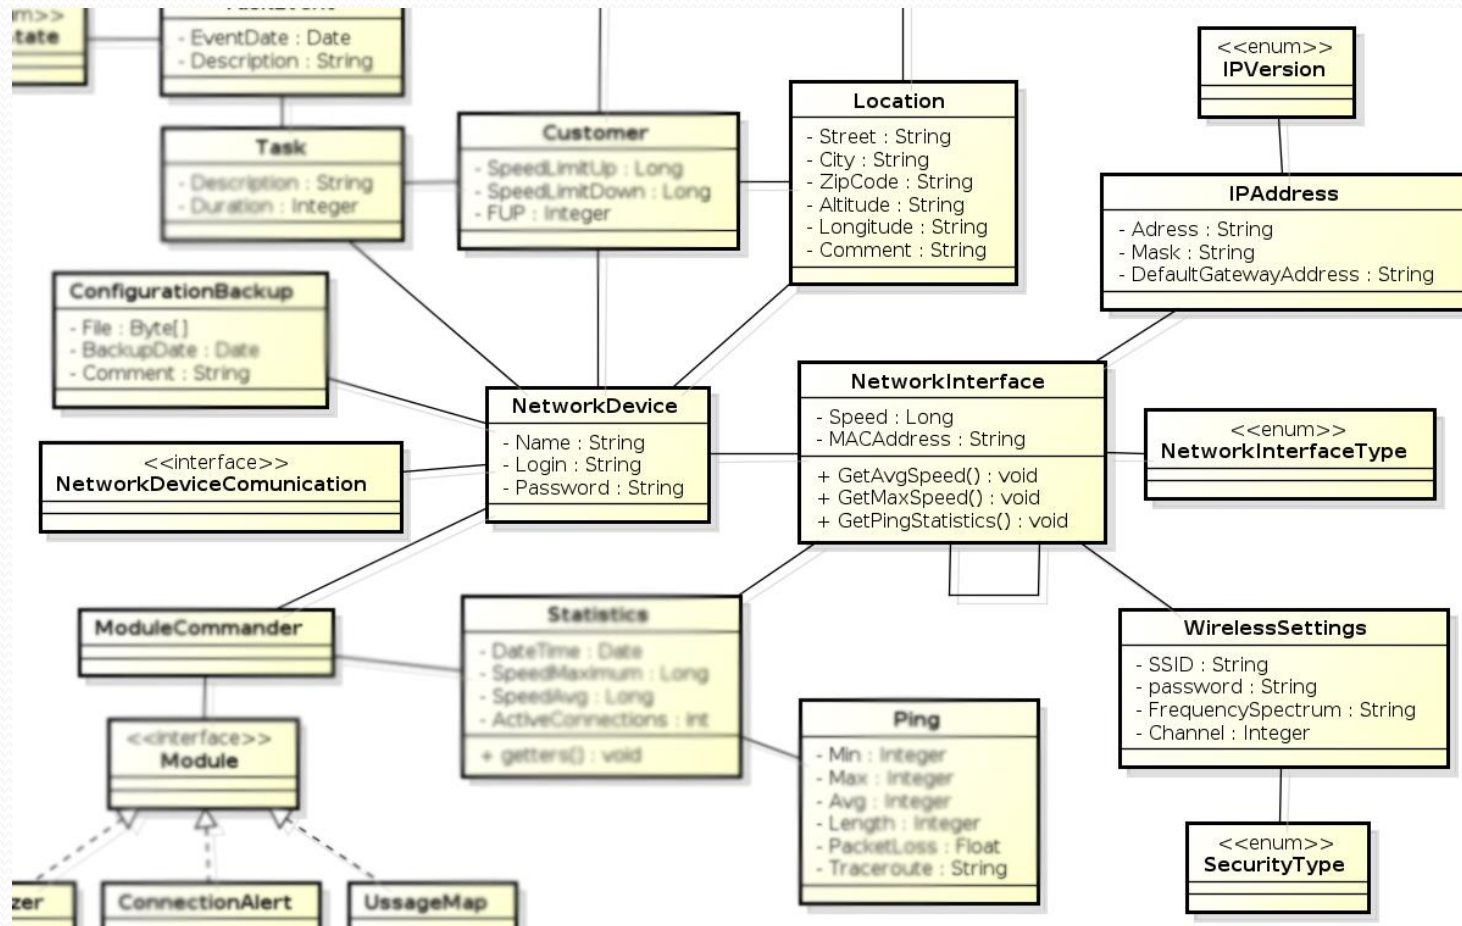 - EventDate : Date
- Description : String
Task
- Description : String
- Duration : Integer
Customer
- SpeedLimitUp : Long
- SpeedLimitDown : Long
- FUP : Integer
Location
- Street : String
- City : String
- ZipCode : String
- Altitude : String
- Longitude : String
- Comment : String
<<enum>>
IPVersion
IPAddress
- Adress : String
- Mask : String
- DefaultGatewayAddress : String
ConfigurationBackup
- File : Byte[]
- BackupDate : Date
- Comment : String
NetworkDevice
- Name : String
- Login : String
- Password : String
NetworkInterface
- Speed : Long
- MACAddress : String
+ GetAvgSpeed() : void
+ GetMaxSpeed() : void
+ GetPingStatistics() : void
<<enum>>
NetworkInterfaceType
<<interface>>
NetworkDeviceComunication
ModuleCommander
Statistics
- DateTime : Date
- SpeedMaximum : Long
- SpeedAvg : Long
- ActiveConnections : int
+ getters() : void
WirelessSettings
- SSID : String
- password : String
- FrequencySpectrum : String
- Channel : Integer
<<interface>>
Module
Ping
- Min : Integer
- Max : Integer
- Avg : Integer
- Length : Integer
- PacketLoss : Float
- Traceroute : String
<<enum>>
SecurityType
zer
ConnectionAlert
UssageMap